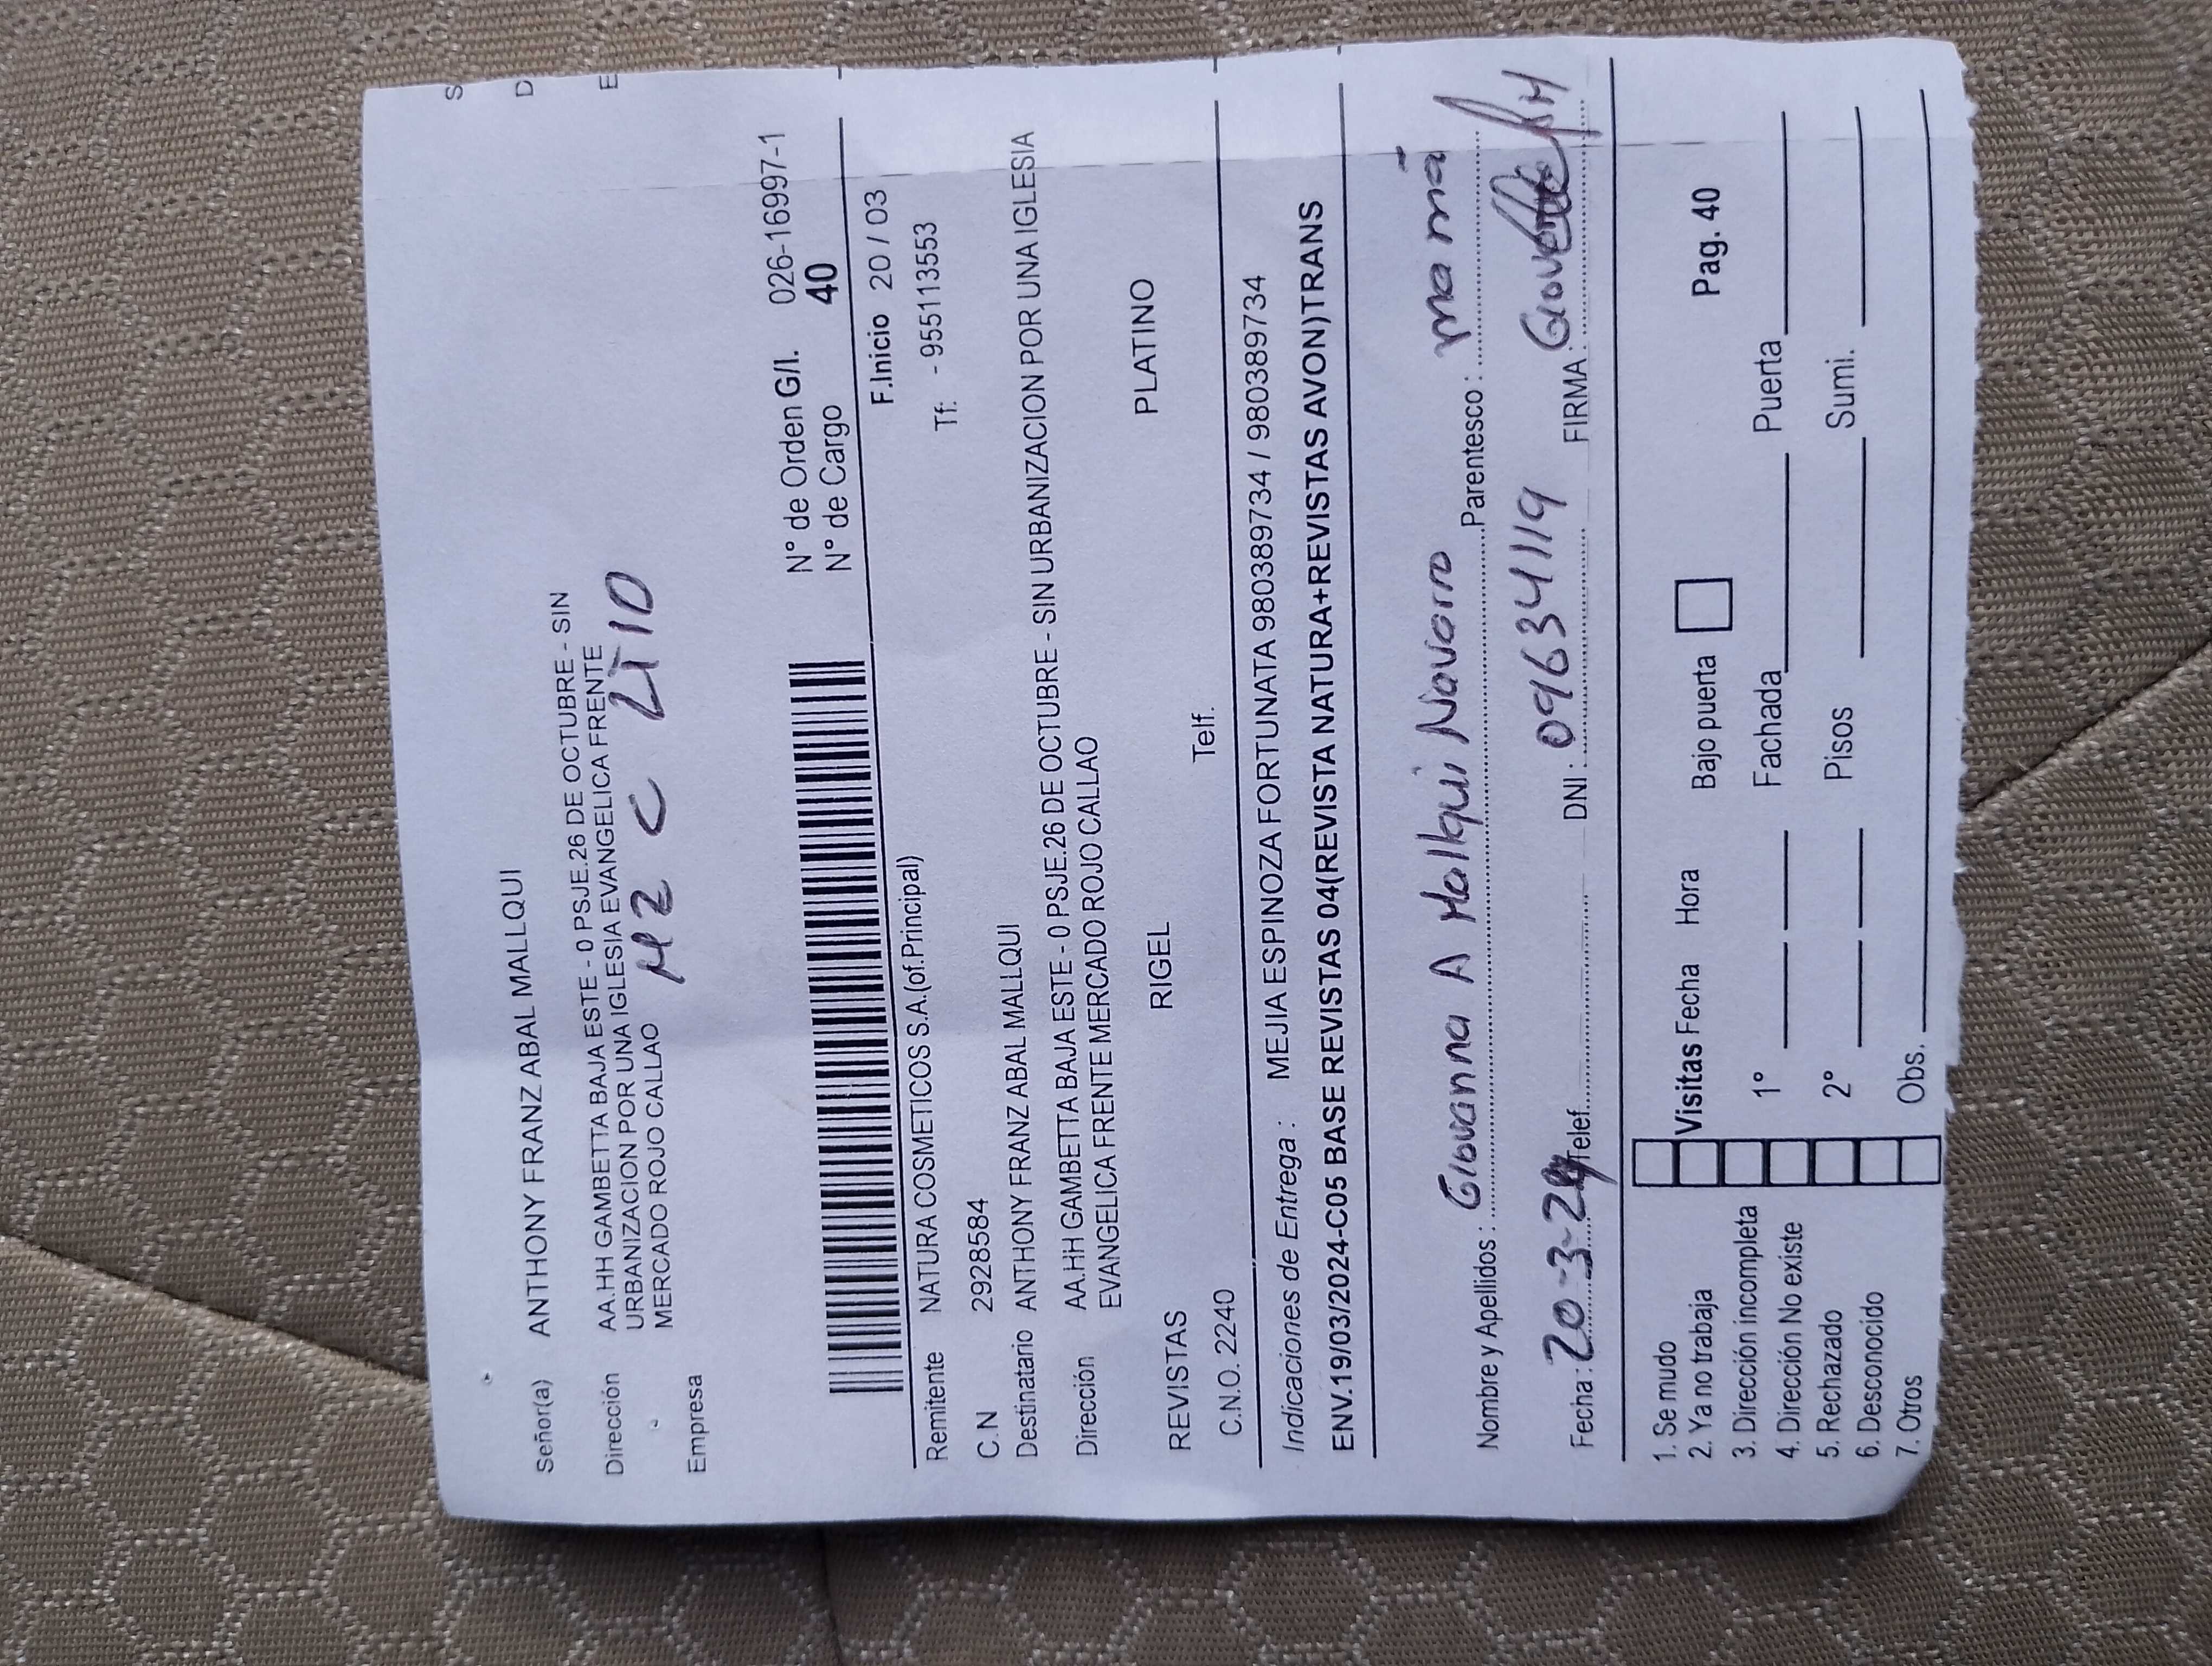 S
D
E
Señor(a) ANTHONY FRANZ ABAL MALLQUI
Dirección AA.HH GAMBETTA BAJA ESTE - 0 PSJE.26 DE OCTUBRE - SIN
URBANIZACION POR UNA IGLESIA EVANGELICA FRENTE
MERCADO ROJO CALLAO
MZ C LT 10
Empresa
N° de Orden G/I. 026-16997-1
N° de Cargo 40
F.Inicio 20 / 03
Remitente NATURA COSMETICOS S.A.(of.Principal) Tf: - 955113553
C.N 2928584
Destinatario ANTHONY FRANZ ABAL MALLQUI
Dirección AA.HH GAMBETTA BAJA ESTE - 0 PSJE.26 DE OCTUBRE - SIN URBANIZACION POR UNA IGLESIA
EVANGELICA FRENTE MERCADO ROJO CALLAO
REVISTAS RIGEL PLATINO
C.N.O. 2240 Telf.
Indicaciones de Entrega : MEJIA ESPINOZA FORTUNATA 980389734 / 980389734
ENV.19/03/2024-C05 BASE REVISTAS 04(REVISTA NATURA+REVISTAS AVON)TRANS
Nombre y Apellidos : Giovanna A Mallqui Navarro Parentesco : mamá
Fecha : 20-3-24 Telef. DNI : 09634119 FIRMA
1. Se mudo
2. Ya no trabaja
3. Dirección incompleta
4. Dirección No existe
5. Rechazado
6. Desconocido
7. Otros
Visitas Fecha Hora Bajo puerta Pag. 40
1° Fachada Puerta
2° Pisos Sumi.
Obs.